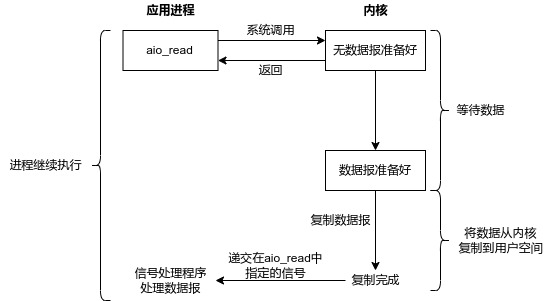 应用进程
内核
系统调用
aio_read
无数据报准备好
返回
等待数据
进程继续执行
数据报准备好
复制数据报
将数据从内核
复制到用户空间
递交在aio_read中
指定的信号
信号处理程序
处理数据报
复制完成